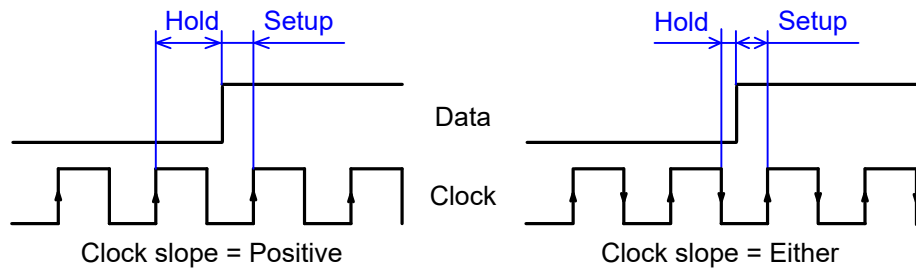 Hold Setup
Hold Setup
Data
Clock
Clock slope = Positive
Clock slope = Either